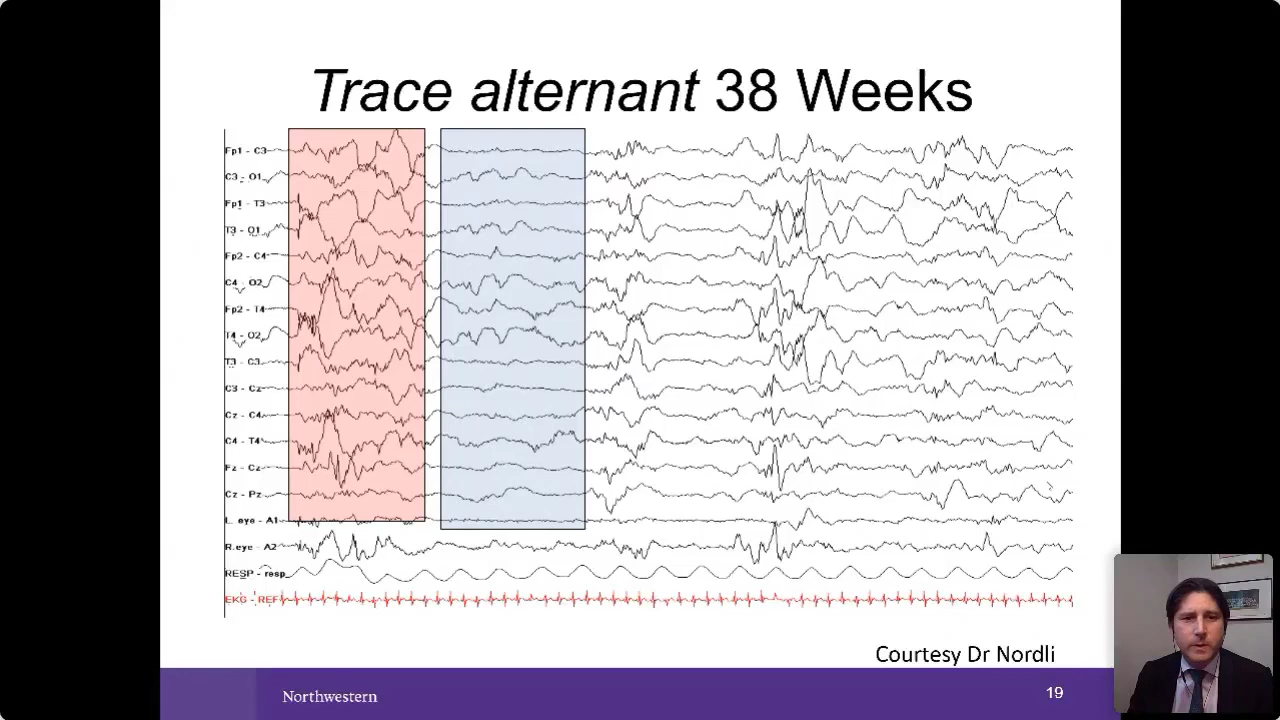 Trace alternant 38 Weeks
Fp1 - C3
C3 - O1
Fp1 - T3
T3 - O1
Fp2 - C4
C4 - O2
Fp2 - T4
T4 - O2
T3 - C3
C3 - Cz
Cz - C4
C4 - T4
Fz - Cz
Cz - Pz
L. eye - A1
R.eye - A2
RESP - resp
EKG - REF
Courtesy Dr Nordli
Northwestern
19